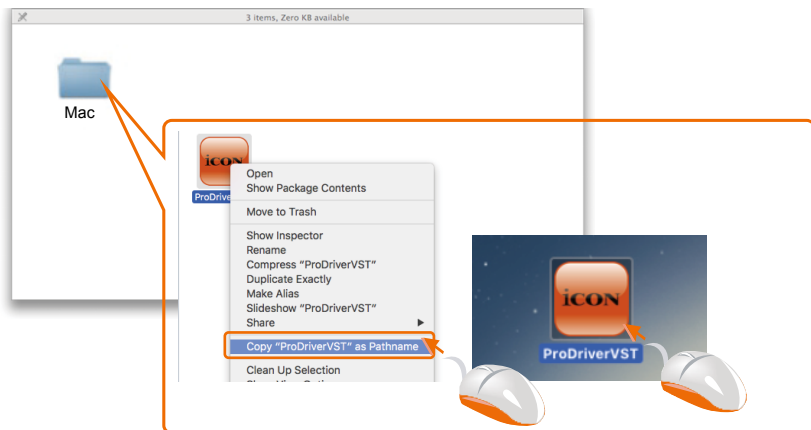 3 items, Zero KB available
Mac
icon
ProDrive
Open
Show Package Contents
Move to Trash
Show Inspector
Rename
Compress “ProDriverVST”
Duplicate Exactly
Make Alias
Slideshow “ProDriverVST”
Share
Copy “ProDriverVST” as Pathname
Clean Up Selection
iCON
ProDriverVST